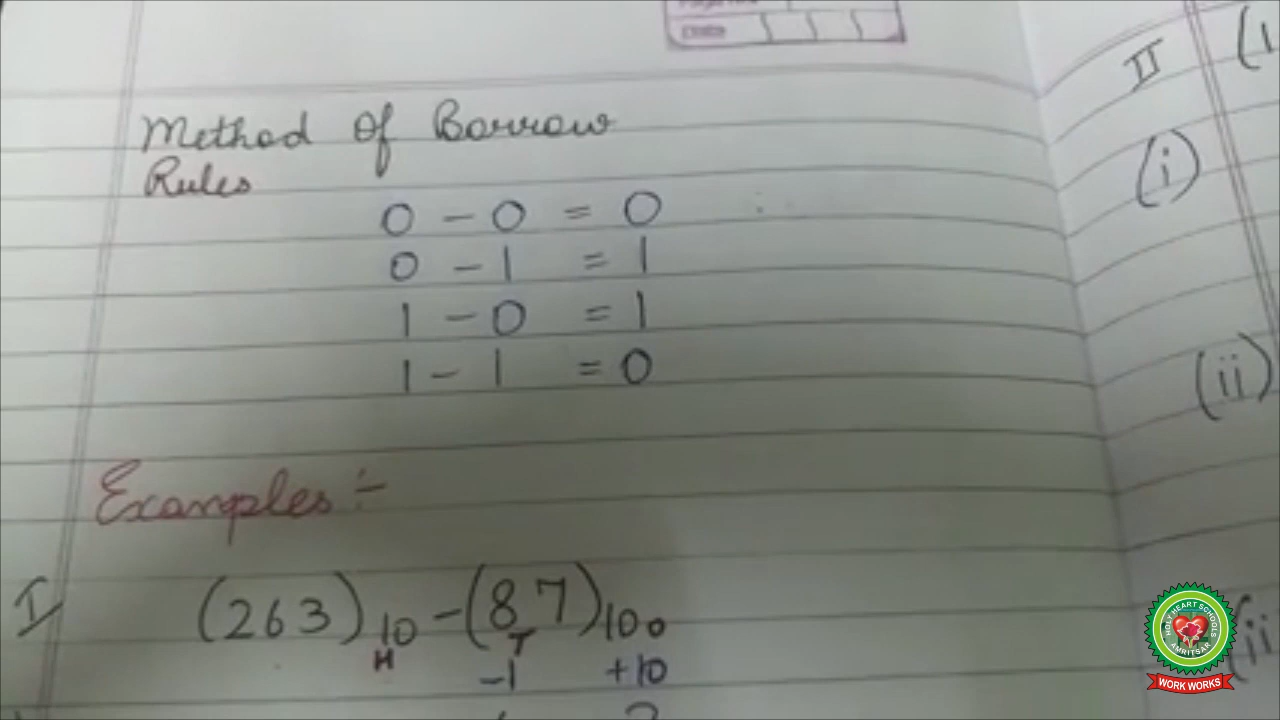 Date
Method Of Borrow
Rules
0 - 0 = 0
0 - 1 = 1
1 - 0 = 1
1 - 1 = 0
Examples :-
I (263)10 - (87)10
H T O
-1 +10
II
(i)
(ii)
HOLY HEART SCHOOLS
AMRITSAR
WORK WORKS